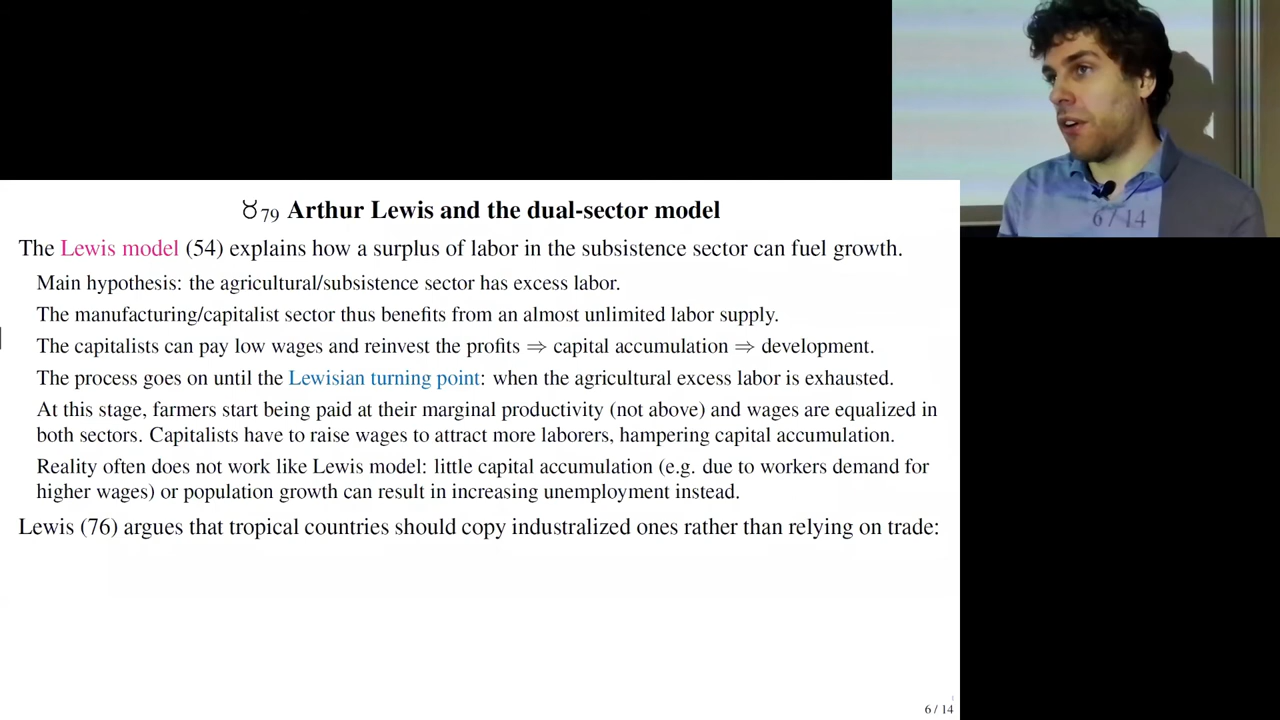 ♉79 Arthur Lewis and the dual-sector model
The Lewis model (54) explains how a surplus of labor in the subsistence sector can fuel growth.
Main hypothesis: the agricultural/subsistence sector has excess labor.
The manufacturing/capitalist sector thus benefits from an almost unlimited labor supply.
The capitalists can pay low wages and reinvest the profits ⇒ capital accumulation ⇒ development.
The process goes on until the Lewisian turning point: when the agricultural excess labor is exhausted.
At this stage, farmers start being paid at their marginal productivity (not above) and wages are equalized in
both sectors. Capitalists have to raise wages to attract more laborers, hampering capital accumulation.
Reality often does not work like Lewis model: little capital accumulation (e.g. due to workers demand for
higher wages) or population growth can result in increasing unemployment instead.
Lewis (76) argues that tropical countries should copy industralized ones rather than relying on trade:
6 / 14
6 / 14